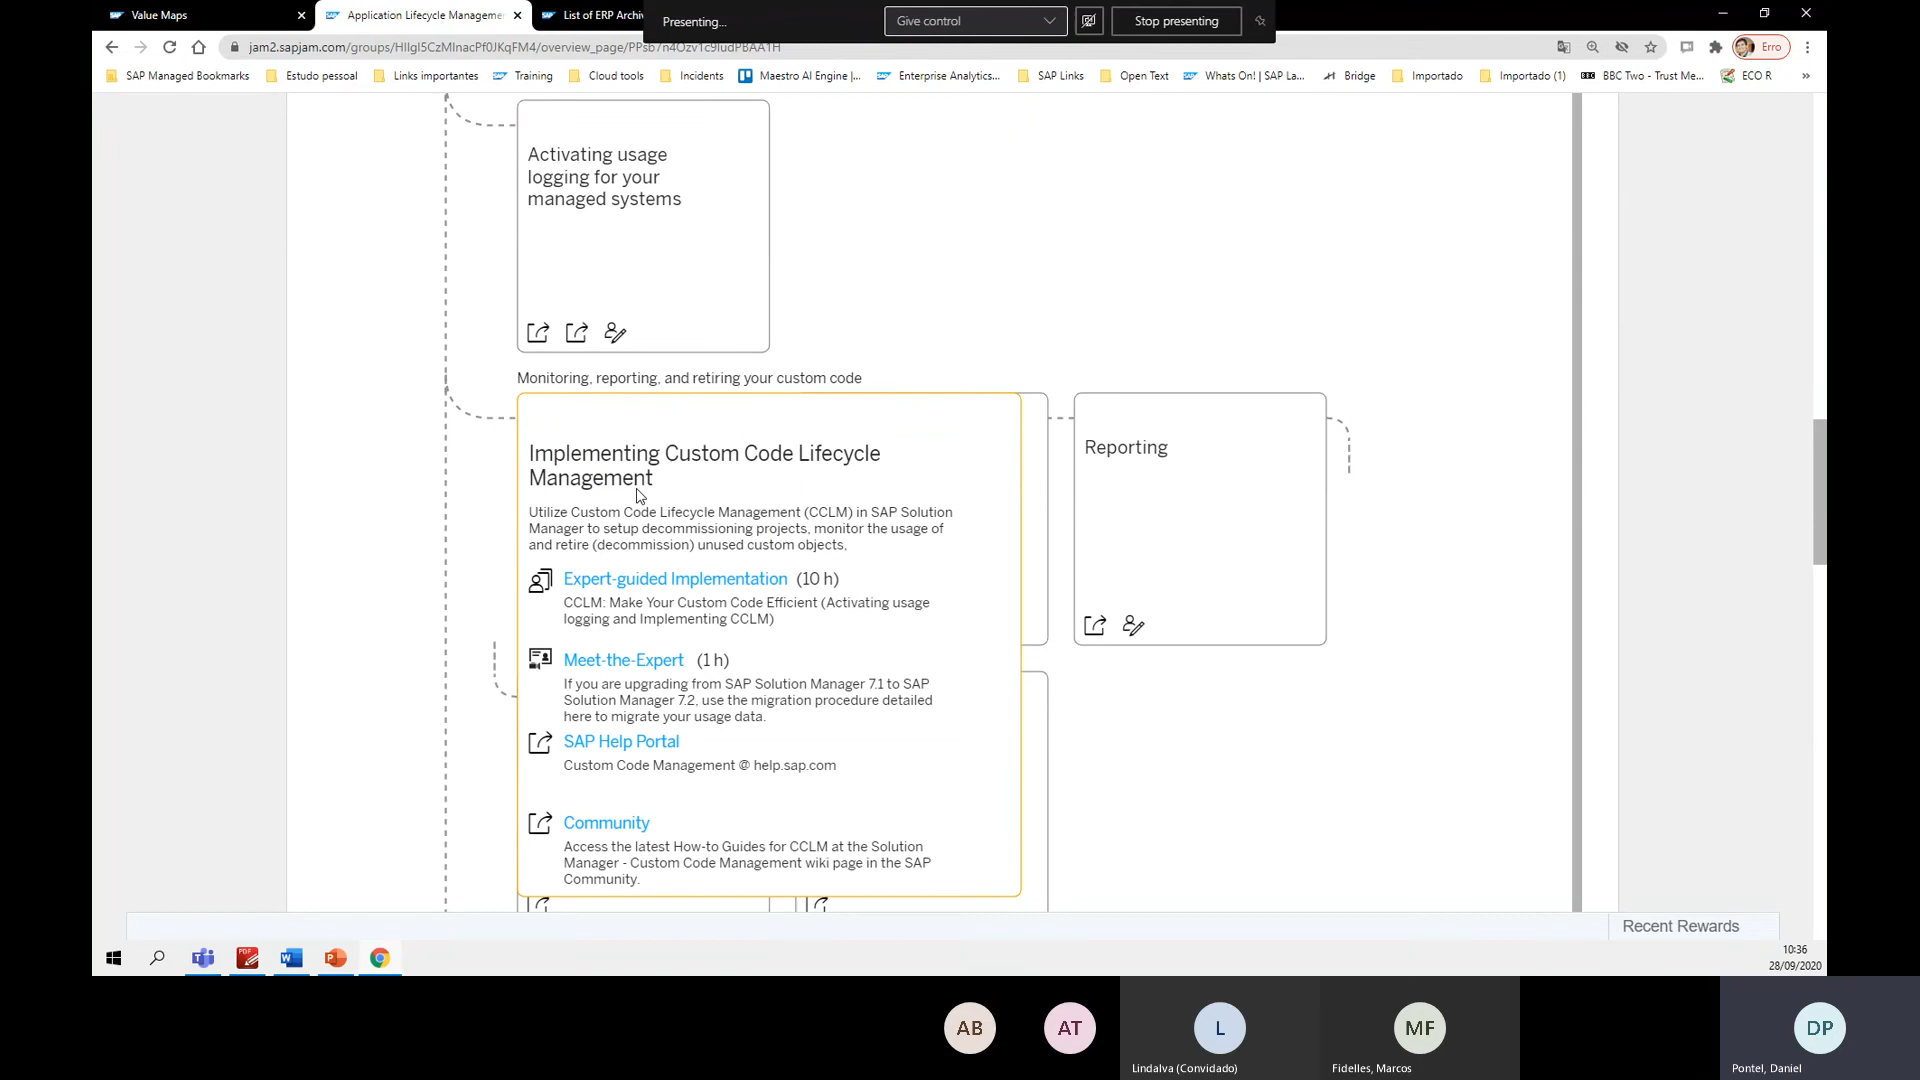 Value Maps
Application Lifecycle Manageme
List of ERP Archiv
Presenting...
Give control
Stop presenting
Erro
SAP Managed Bookmarks
Estudo pessoal
Links importantes
Training
Cloud tools
Incidents
Maestro AI Engine |...
Enterprise Analytics...
SAP Links
Open Text
Whats On! | SAP La...
Bridge
Importado
Importado (1)
BBC Two - Trust Me...
ECO R
»
Activating usage
logging for your
managed systems
Monitoring, reporting, and retiring your custom code
Implementing Custom Code Lifecycle
Management
Utilize Custom Code Lifecycle Management (CCLM) in SAP Solution
Manager to setup decommissioning projects, monitor the usage of
and retire (decommission) unused custom objects,
Expert-guided Implementation (10 h)
CCLM: Make Your Custom Code Efficient (Activating usage
logging and Implementing CCLM)
Meet-the-Expert (1 h)
If you are upgrading from SAP Solution Manager 7.1 to SAP
Solution Manager 7.2, use the migration procedure detailed
here to migrate your usage data.
SAP Help Portal
Custom Code Management @ help.sap.com
Community
Access the latest How-to Guides for CCLM at the Solution
Manager - Custom Code Management wiki page in the SAP
Community.
Reporting
Recent Rewards
10:36
28/09/2020
AB
AT
L
MF
DP
Lindalva (Convidado)
Fidelles, Marcos
Pontel, Daniel